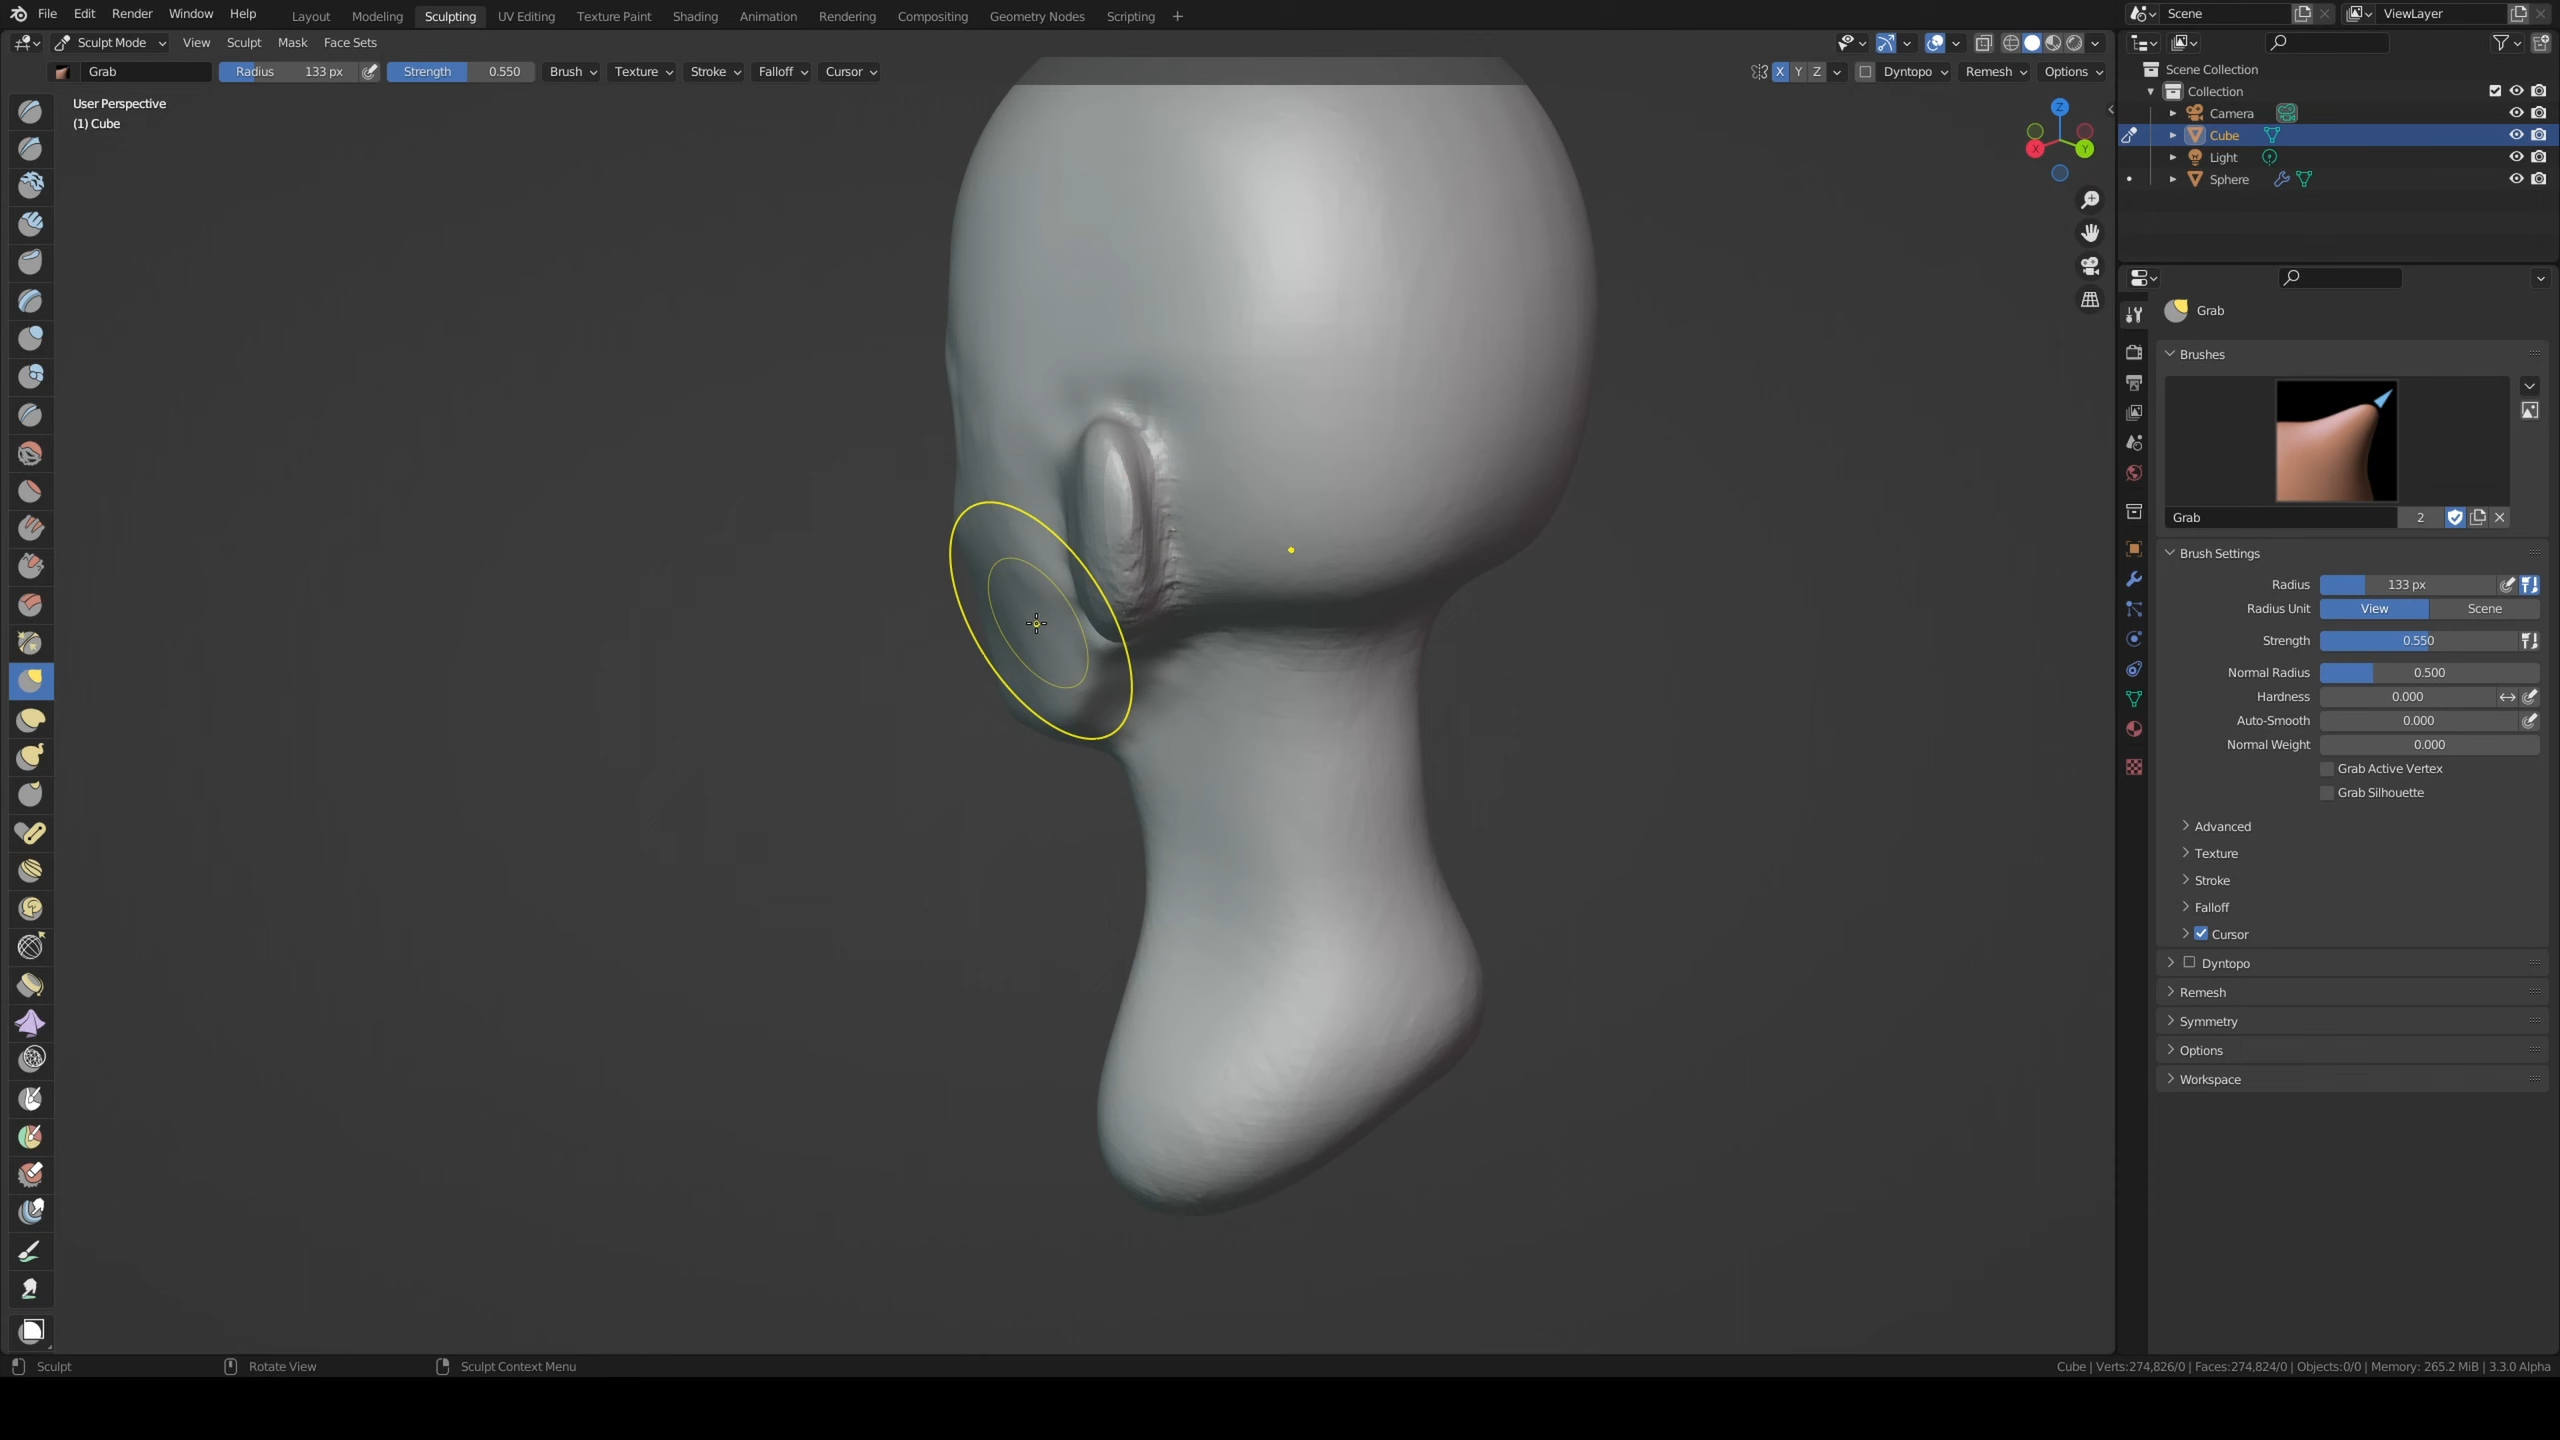 File Edit Render Window Help Layout Modeling Sculpting UV Editing Texture Paint Shading Animation Rendering Compositing Geometry Nodes Scripting + Scene ViewLayer
Sculpt Mode View Sculpt Mask Face Sets
Grab Radius 133 px Strength 0.550 Brush Texture Stroke Falloff Cursor X Y Z Dyntopo Remesh Options
User Perspective
(1) Cube
Z
X
Y
Scene Collection
Collection
Camera
Cube
Light
Sphere
Grab
Brushes
Grab 2
Brush Settings
Radius 133 px
Radius Unit View Scene
Strength 0.550
Normal Radius 0.500
Hardness 0.000
Auto-Smooth 0.000
Normal Weight 0.000
Grab Active Vertex
Grab Silhouette
Advanced
Texture
Stroke
Falloff
Cursor
Dyntopo
Remesh
Symmetry
Options
Workspace
Sculpt Rotate View Sculpt Context Menu Cube | Verts:274,826/0 | Faces:274,824/0 | Objects:0/0 | Memory: 265.2 MiB | 3.3.0 Alpha